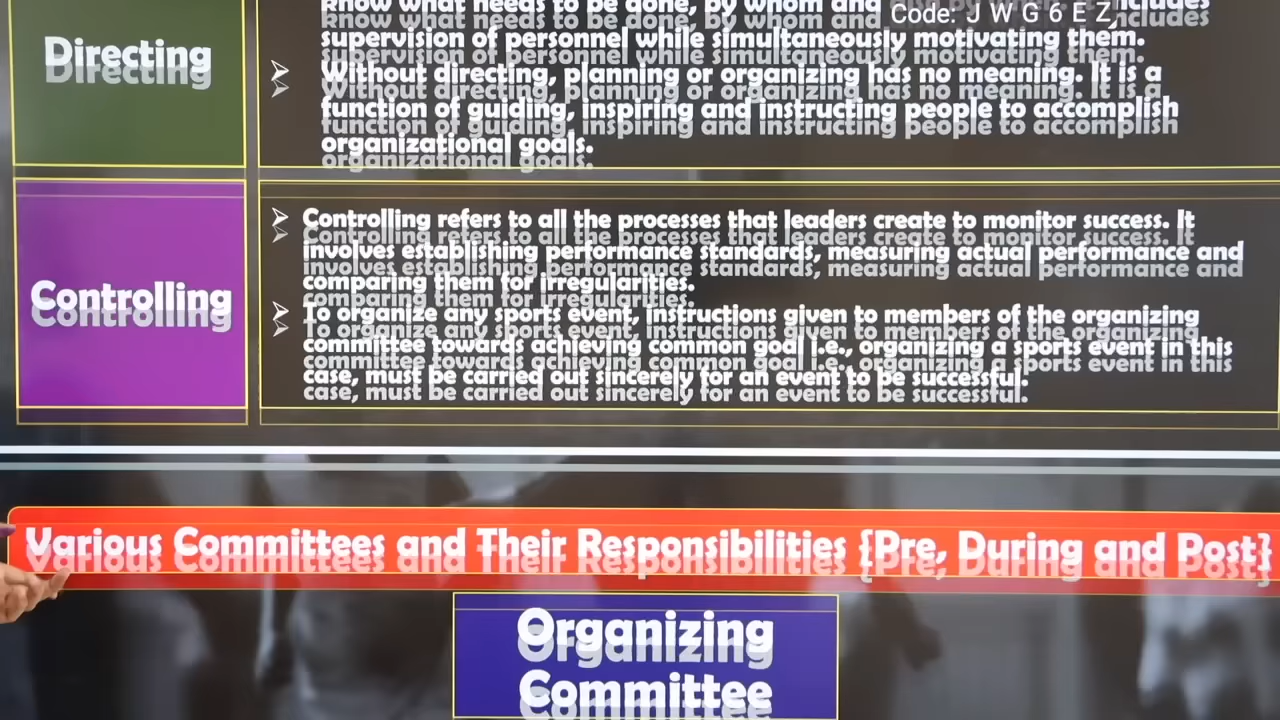 Directing
know what needs to be done, by whom and
Code: J W G 6 E Z
supervision of personnel while simultaneously motivating them.
➢ Without directing, planning or organizing has no meaning. It is a
function of guiding, inspiring and instructing people to accomplish
organizational goals.
Controlling
➢ Controlling refers to all the processes that leaders create to monitor success. It
involves establishing performance standards, measuring actual performance and
comparing them for irregularities.
➢ To organize any sports event, instructions given to members of the organizing
committee towards achieving common goal i.e., organizing a sports event in this
case, must be carried out sincerely for an event to be successful.
Various Committees and Their Responsibilities {Pre, During and Post}
Organizing
Committee